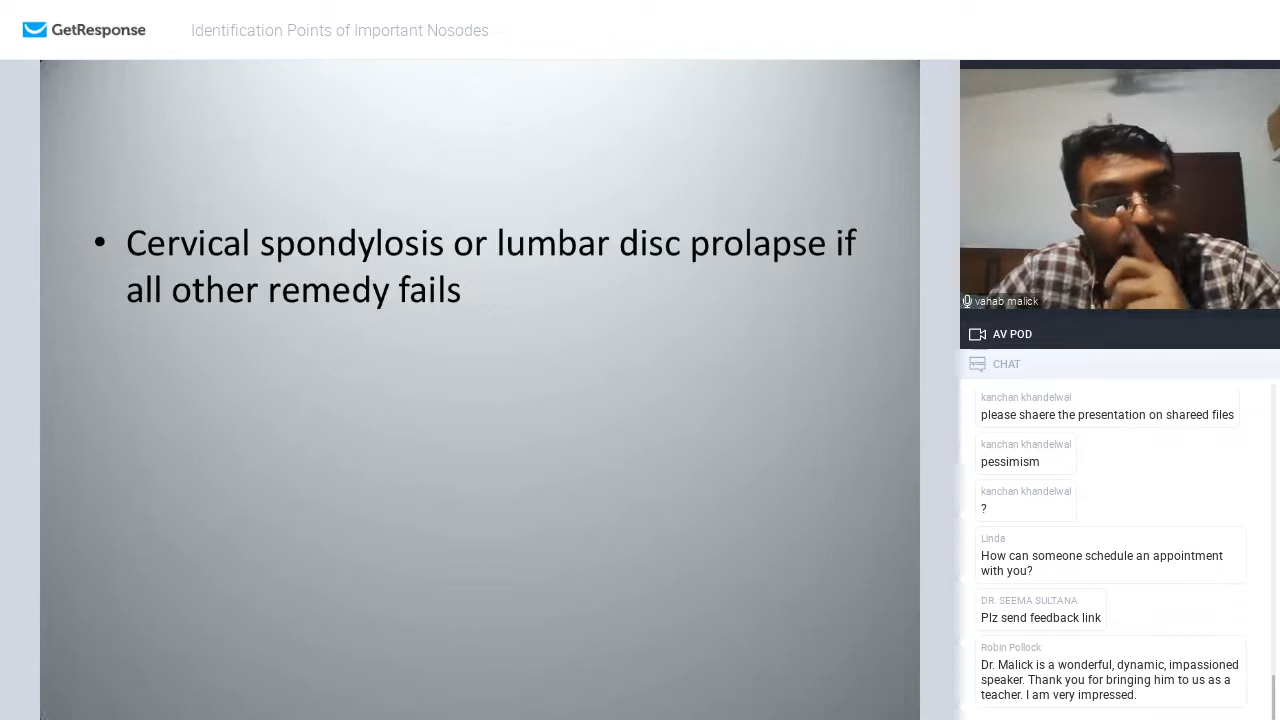 GetResponse
Identification Points of Important Nosodes
• Cervical spondylosis or lumbar disc prolapse if
all other remedy fails
vahab malick
AV POD
CHAT
kanchan khandelwal
please shaere the presentation on shareed files
kanchan khandelwal
pessimism
kanchan khandelwal
?
Linda
How can someone schedule an appointment
with you?
DR. SEEMA SULTANA
Plz send feedback link
Robin Pollock
Dr. Malick is a wonderful, dynamic, impassioned
speaker. Thank you for bringing him to us as a
teacher. I am very impressed.